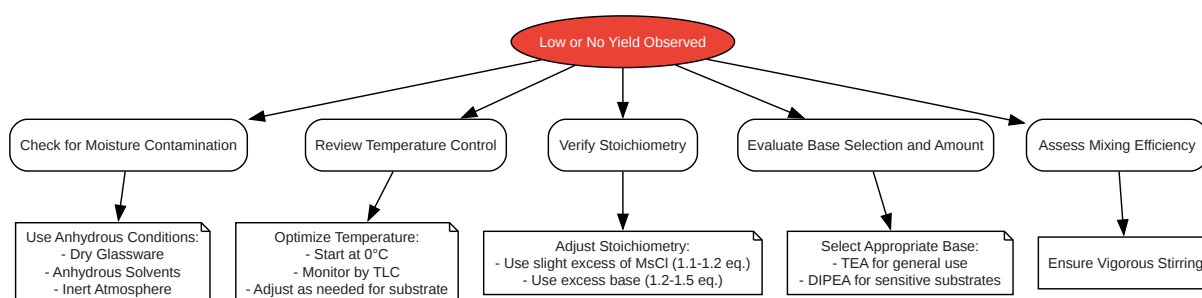 Low or No Yield Observed
Check for Moisture Contamination
Review Temperature Control
Verify Stoichiometry
Evaluate Base Selection and Amount
Assess Mixing Efficiency
Use Anhydrous Conditions:
- Dry Glassware
- Anhydrous Solvents
- Inert Atmosphere
Optimize Temperature:
- Start at 0°C
- Monitor by TLC
- Adjust as needed for substrate
Adjust Stoichiometry:
- Use slight excess of MsCl (1.1-1.2 eq.)
- Use excess base (1.2-1.5 eq.)
Select Appropriate Base:
- TEA for general use
- DIPEA for sensitive substrates
Ensure Vigorous Stirring